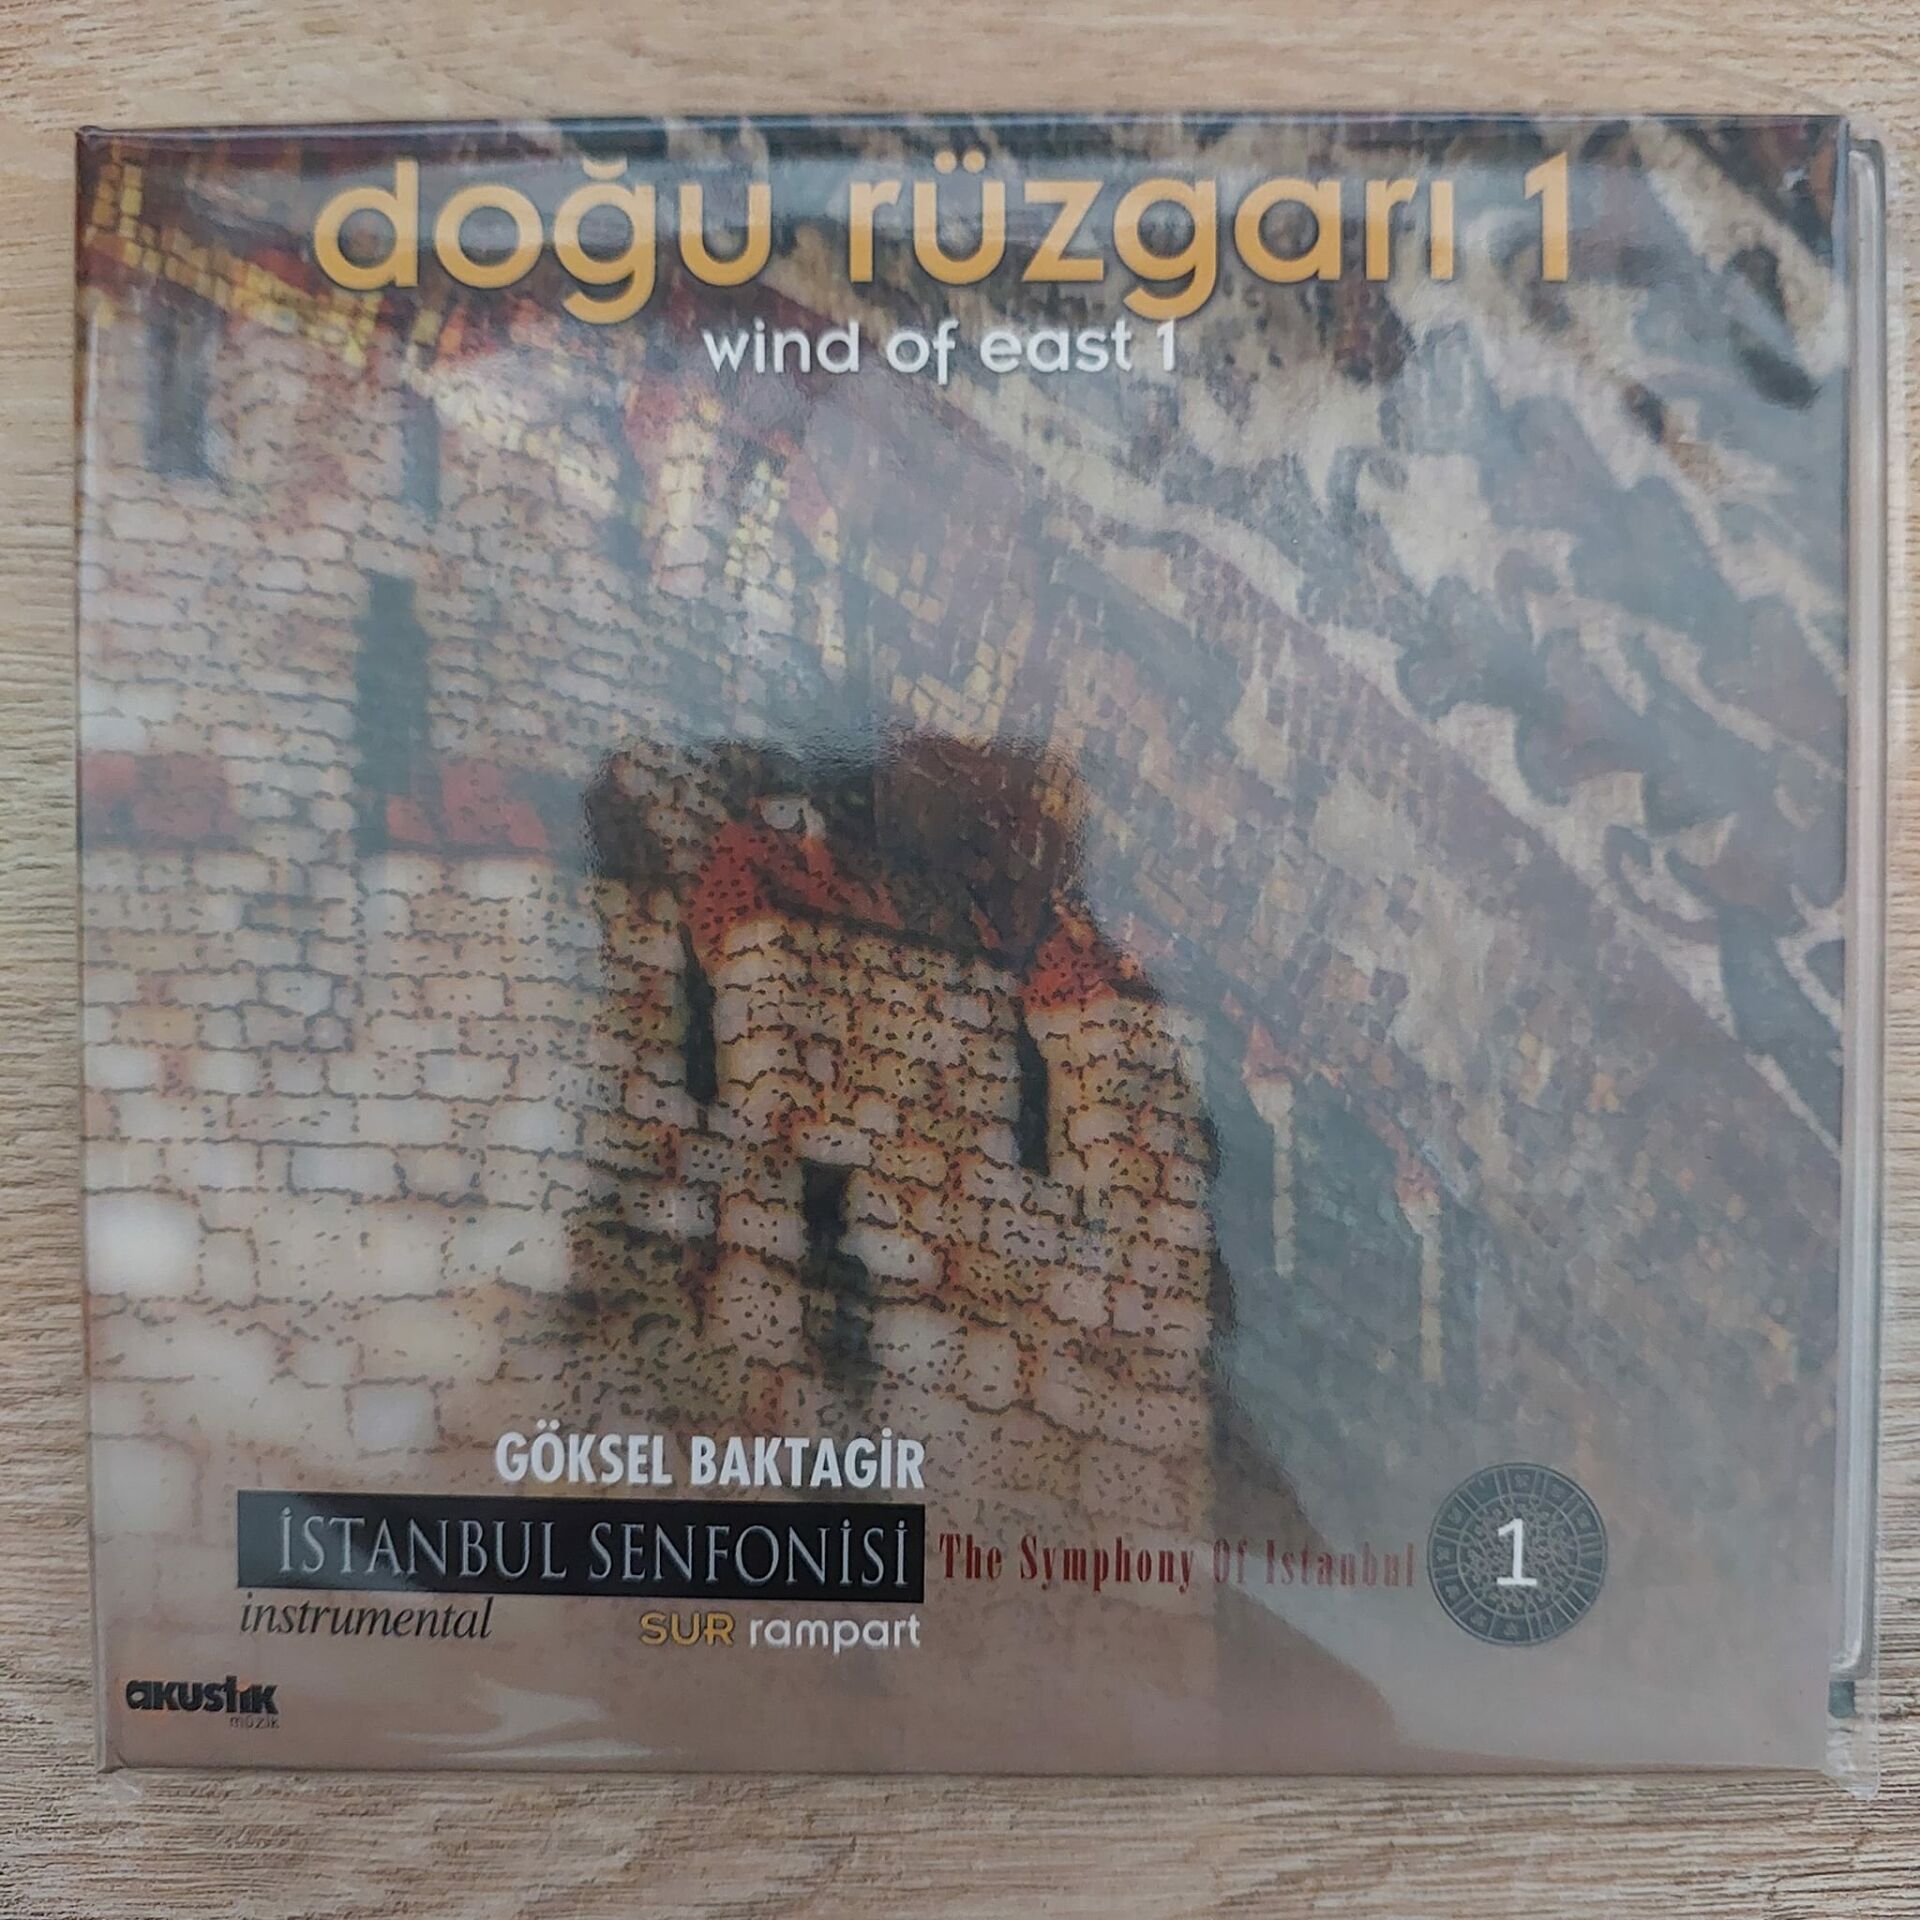 doğu rüzgarı 1
wind of east 1
GÖKSEL BAKTAGİR
İSTANBUL SENFONİSİ The Symphony Of Istanbul 1
instrumental SUR rampart
akustik
müzik